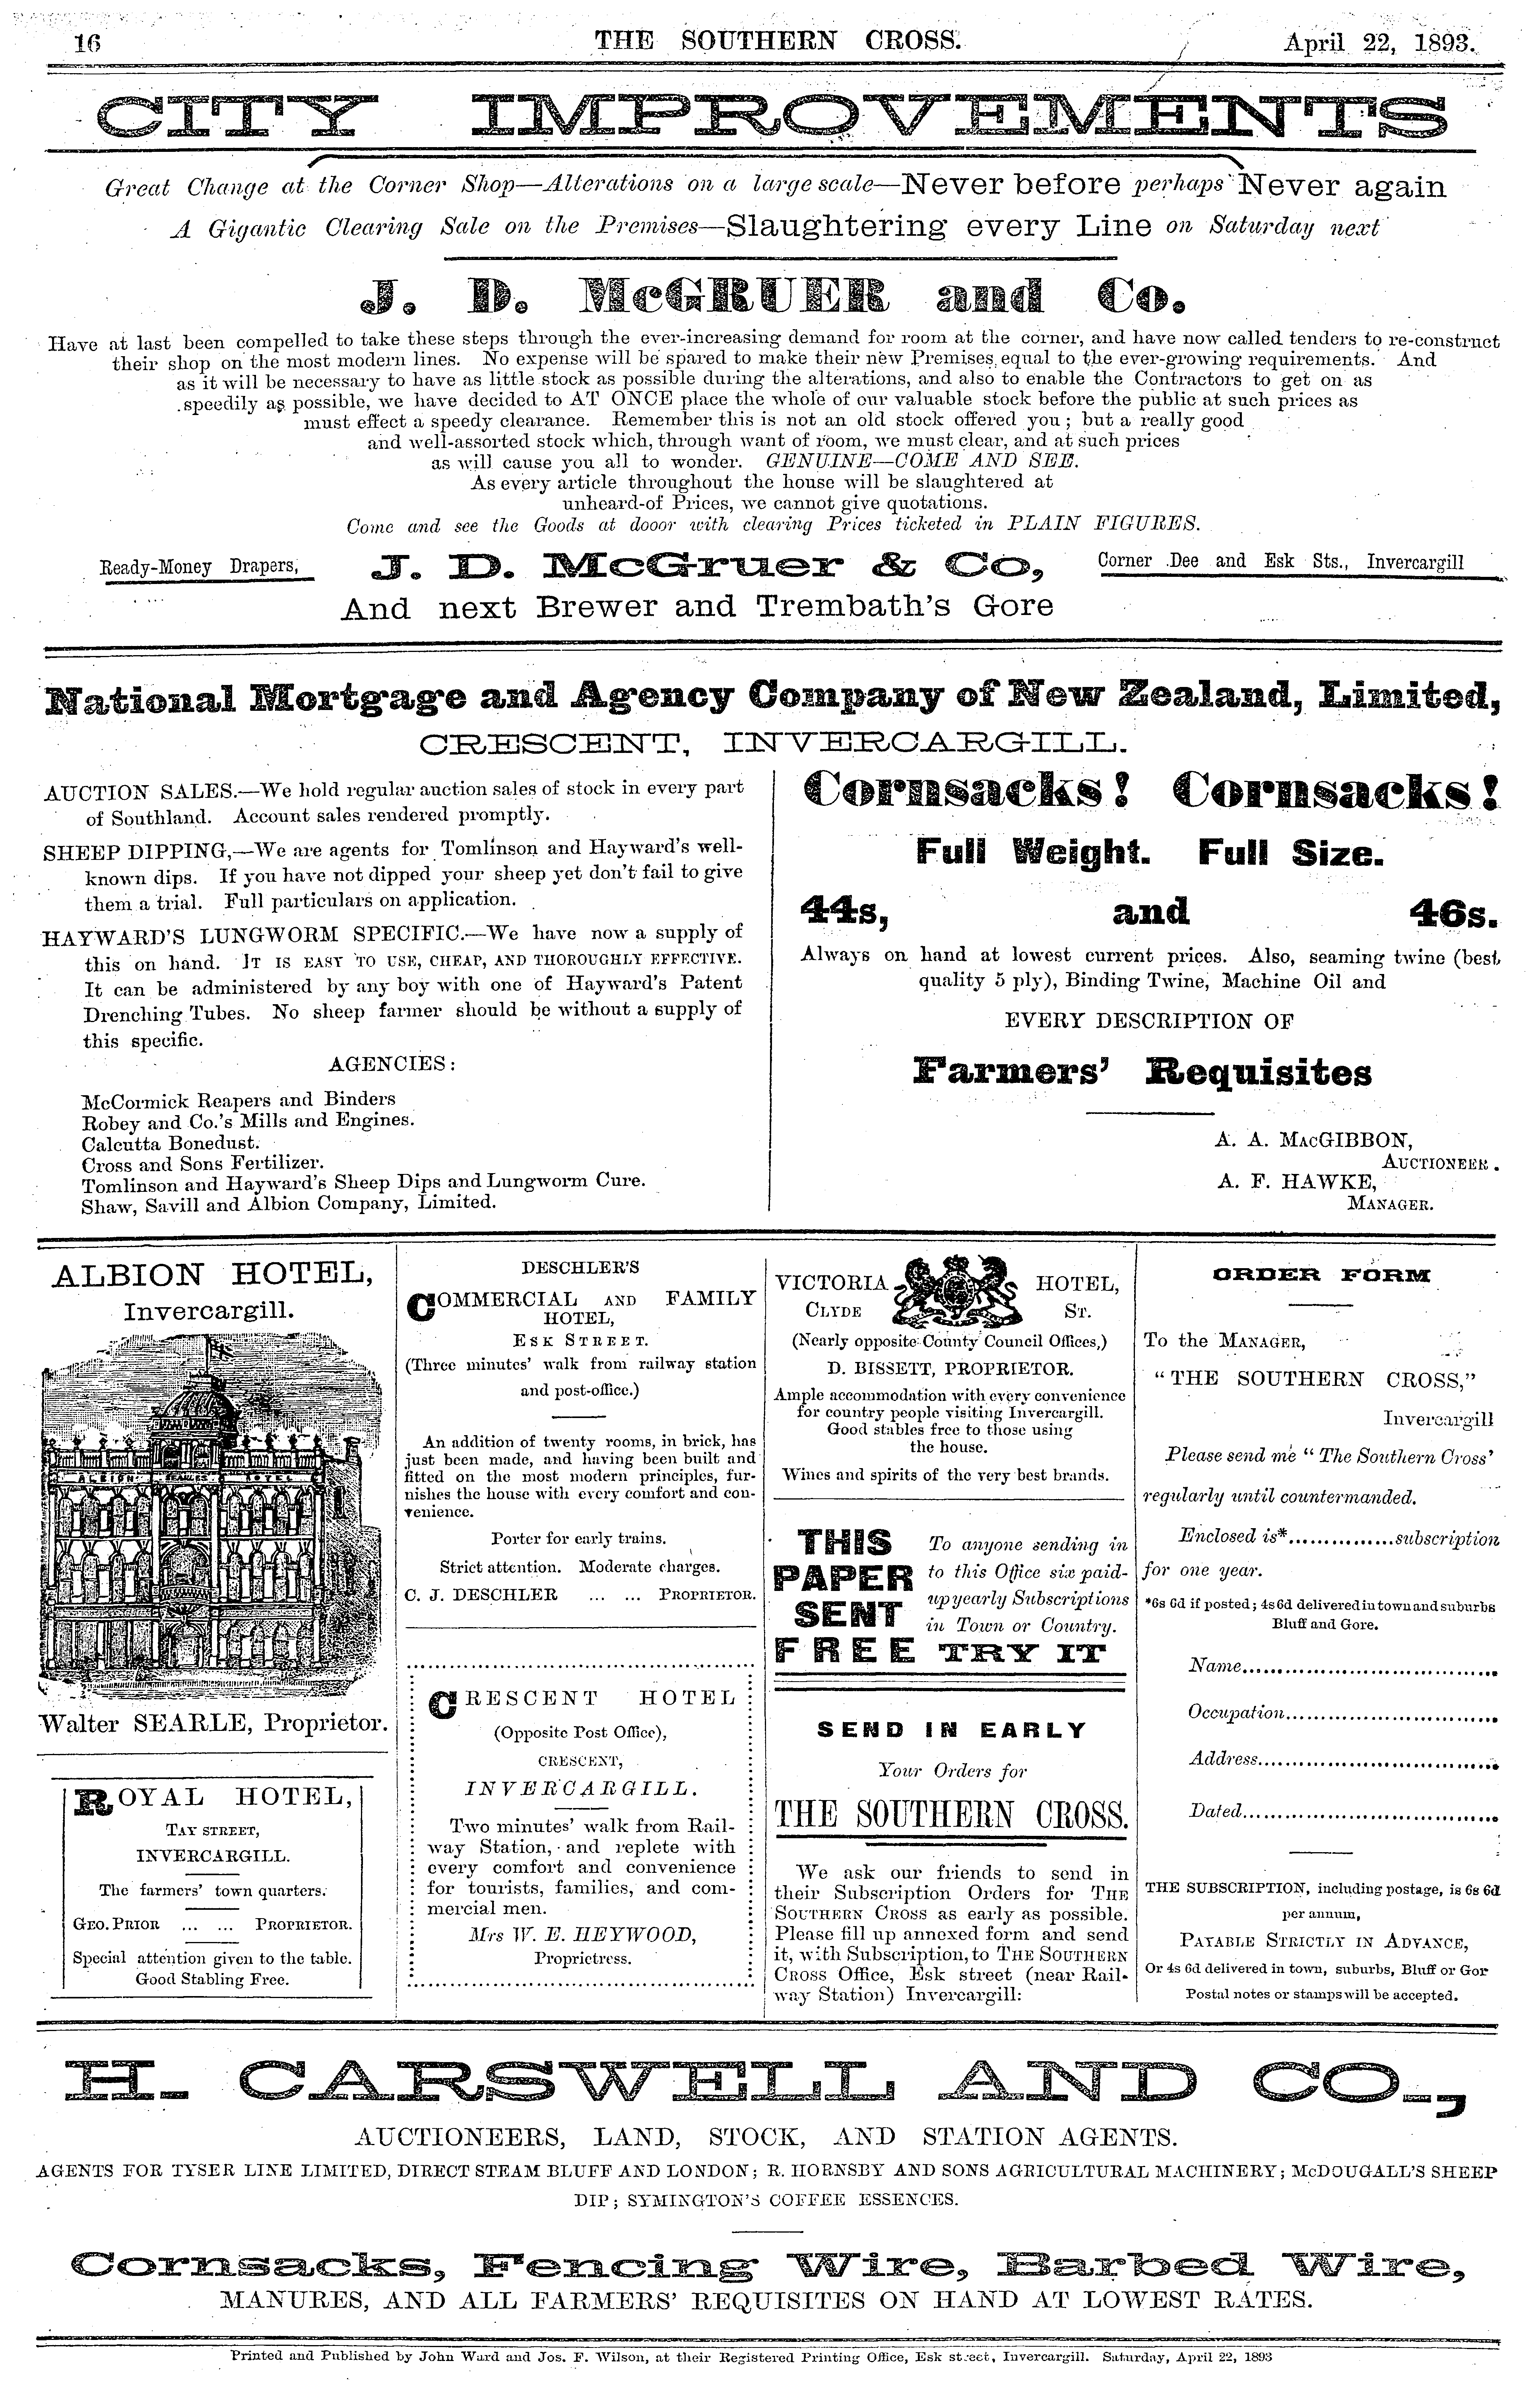 16
THE SOUTHERN CROSS.
April 22, 1893.
CITY IMPROVEMENTS
Great Change at the Corner Shop—Alterations on a large scale—Never before perhaps Never again
A Gigantic Clearing Sale on the Premises—Slaughtering every Line on Saturday next
J. D. McGRUER and Co.
Have at last been compelled to take these steps through the ever-increasing demand for room at the corner, and have now called tenders to re-construct
their shop on the most modern lines. No expense will be spared to make their new Premises equal to the ever-growing requirements. And
as it will be necessary to have as little stock as possible during the alterations, and also to enable the Contractors to get on as
speedily as possible, we have decided to AT ONCE place the whole of our valuable stock before the public at such prices as
must effect a speedy clearance. Remember this is not an old stock offered you; but a really good
and well-assorted stock which, through want of room, we must clear, and at such prices
as will cause you all to wonder. GENUINE—COME AND SEE.
As every article throughout the house will be slaughtered at
unheard-of Prices, we cannot give quotations.
Come and see the Goods at dooor with clearing Prices ticketed in PLAIN FIGURES.
Ready-Money Drapers, J. D. McGruer & Co, Corner Dee and Esk Sts., Invercargill
And next Brewer and Trembath's Gore
National Mortgage and Agency Company of New Zealand, Limited,
CRESCENT, INVERCARGILL.
AUCTION SALES.—We hold regular auction sales of stock in every part
of Southland. Account sales rendered promptly.
SHEEP DIPPING,—We are agents for Tomlinson and Hayward's well-
known dips. If you have not dipped your sheep yet don't fail to give
them a trial. Full particulars on application.
HAYWARD'S LUNGWORM SPECIFIC.—We have now a supply of
this on hand. IT IS EASY TO USE, CHEAP, AND THOROUGHLY EFFECTIVE.
It can be administered by any boy with one of Hayward's Patent
Drenching Tubes. No sheep farmer should be without a supply of
this specific.
AGENCIES:
McCormick Reapers and Binders
Robey and Co.'s Mills and Engines.
Calcutta Bonedust.
Cross and Sons Fertilizer.
Tomlinson and Hayward's Sheep Dips and Lungworm Cure.
Shaw, Savill and Albion Company, Limited.
Cornsacks! Cornsacks!
Full Weight. Full Size.
44s, and 46s.
Always on hand at lowest current prices. Also, seaming twine (best
quality 5 ply), Binding Twine, Machine Oil and
EVERY DESCRIPTION OF
Farmers' Requisites
A. A. MACGIBBON,
AUCTIONEER.
A. F. HAWKE,
MANAGER.
ALBION HOTEL,
Invercargill.
ALBION HOTEL
Walter SEARLE, Proprietor.
ROYAL HOTEL,
TAY STREET,
INVERCARGILL.
The farmers' town quarters.
GEO. PRIOR ... ... PROPRIETOR.
Special attention given to the table.
Good Stabling Free.
DESCHLER'S
COMMERCIAL AND FAMILY
HOTEL,
ESK STREET.
(Three minutes' walk from railway station
and post-office.)
An addition of twenty rooms, in brick, has
just been made, and having been built and
fitted on the most modern principles, fur-
nishes the house with every comfort and con-
venience.
Porter for early trains.
Strict attention. Moderate charges.
C. J. DESCHLER ... ... PROPRIETOR.
CRESCENT HOTEL
(Opposite Post Office),
CRESCENT,
INVERCARGILL.
Two minutes' walk from Rail-
way Station, and replete with
every comfort and convenience
for tourists, families, and com-
mercial men.
Mrs W. E. HEYWOOD,
Proprietress.
VICTORIA HOTEL,
CLYDE ST.
(Nearly opposite County Council Offices,)
D. BISSETT, PROPRIETOR.
Ample accommodation with every convenience
for country people visiting Invercargill.
Good stables free to those using
the house.
Wines and spirits of the very best brands.
THIS
PAPER
SENT
FREE
To anyone sending in
to this Office six paid-
up yearly Subscriptions
in Town or Country.
TRY IT
SEND IN EARLY
Your Orders for
THE SOUTHERN CROSS.
We ask our friends to send in
their Subscription Orders for THE
SOUTHERN CROSS as early as possible.
Please fill up annexed form and send
it, with Subscription, to THE SOUTHERN
CROSS Office, Esk street (near Rail-
way Station) Invercargill:
ORDER FORM
To the MANAGER,
"THE SOUTHERN CROSS,"
Invercargill
Please send me "The Southern Cross'
regularly until countermanded.
Enclosed is*...............subscription
for one year.
*6s 6d if posted; 4s 6d delivered in town and suburbs
Bluff and Gore.
Name....................................
Occupation..............................
Address.................................
Dated...................................
THE SUBSCRIPTION, including postage, is 6s 6d
per annum,
PAYABLE STRICTLY IN ADVANCE,
Or 4s 6d delivered in town, suburbs, Bluff or Gor
Postal notes or stamps will be accepted.
H. CARSWELL AND CO.,
AUCTIONEERS, LAND, STOCK, AND STATION AGENTS.
AGENTS FOR TYSER LINE LIMITED, DIRECT STEAM BLUFF AND LONDON; R. HORNSBY AND SONS AGRICULTURAL MACHINERY; McDOUGALL'S SHEEP
DIP; SYMINGTON'S COFFEE ESSENCES.
Cornsacks, Fencing Wire, Barbed Wire,
MANURES, AND ALL FARMERS' REQUISITES ON HAND AT LOWEST RATES.
Printed and Published by John Ward and Jos. F. Wilson, at their Registered Printing Office, Esk street, Invercargill. Saturday, April 22, 1893